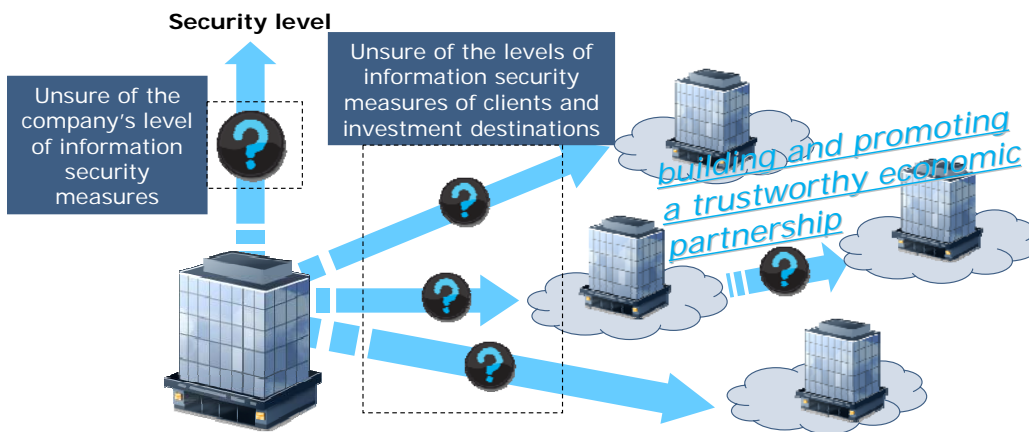 Security level
Unsure of the
company's level
of information
security
measures
Unsure of the levels of
information security
measures of clients and
investment destinations
building and promoting
a trustworthy economic
partnership
?
?
?
?
?